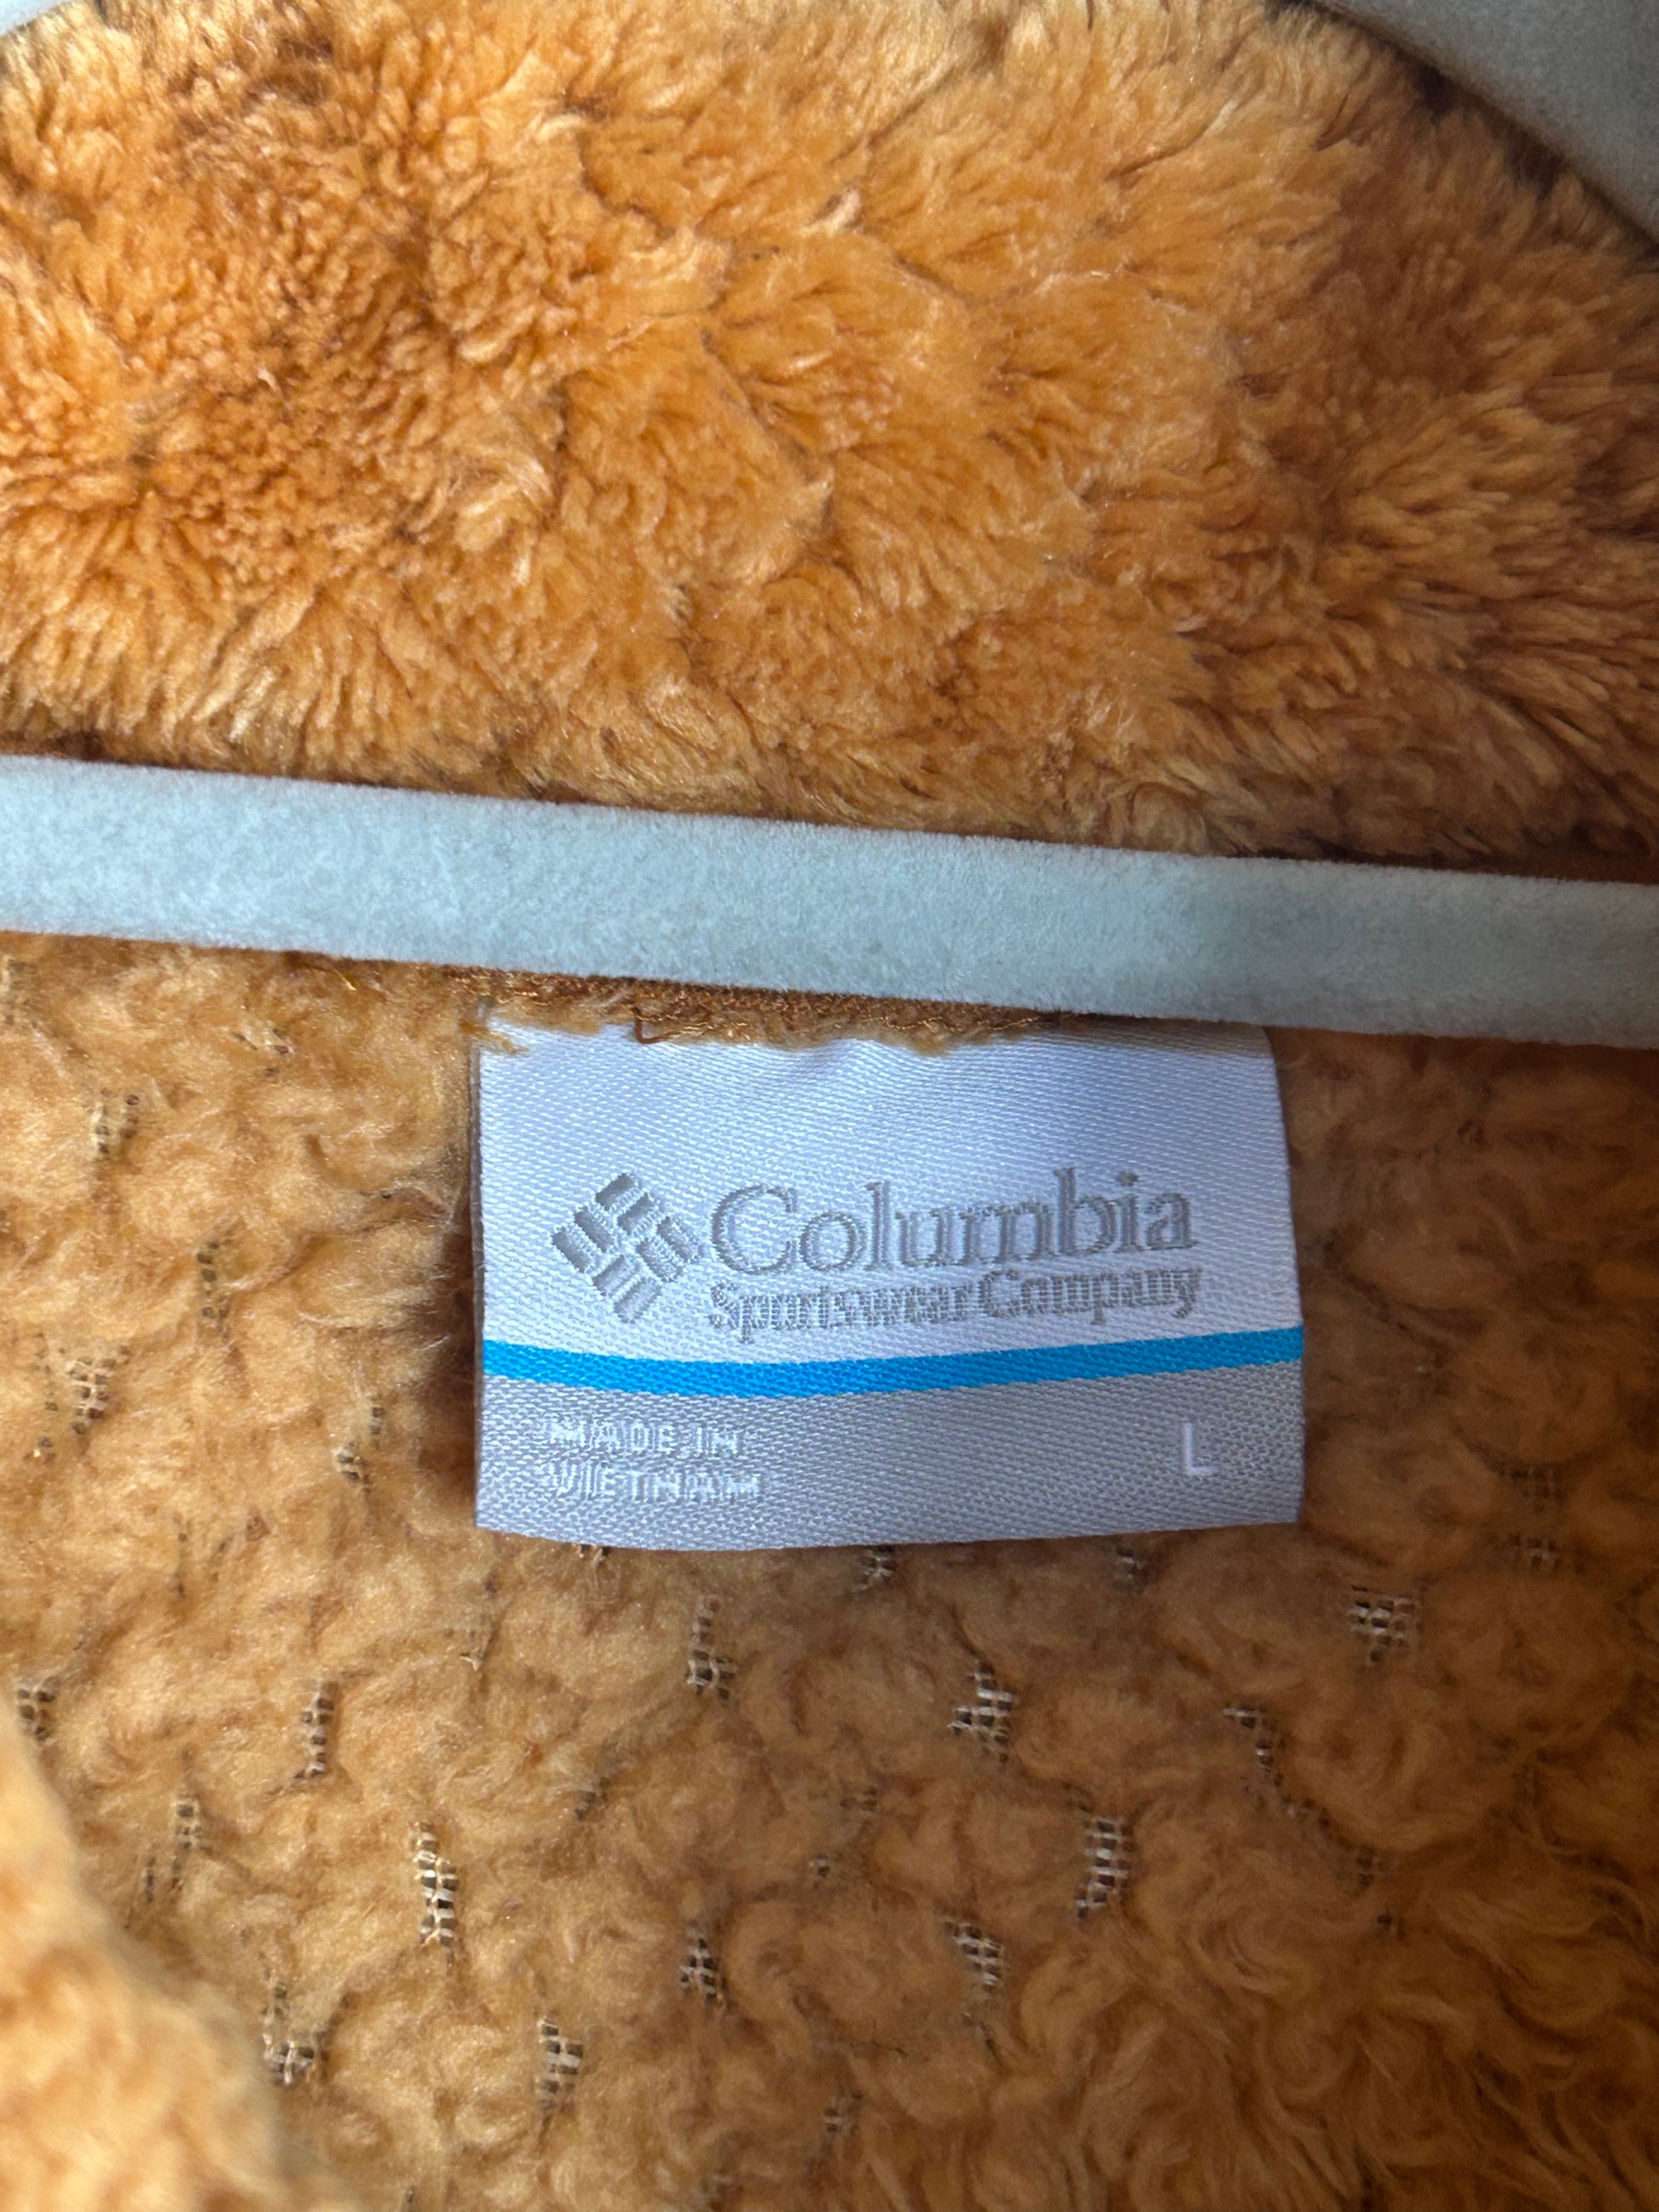 Columbia
Sportswear Company
MADE IN
VIETNAM
L